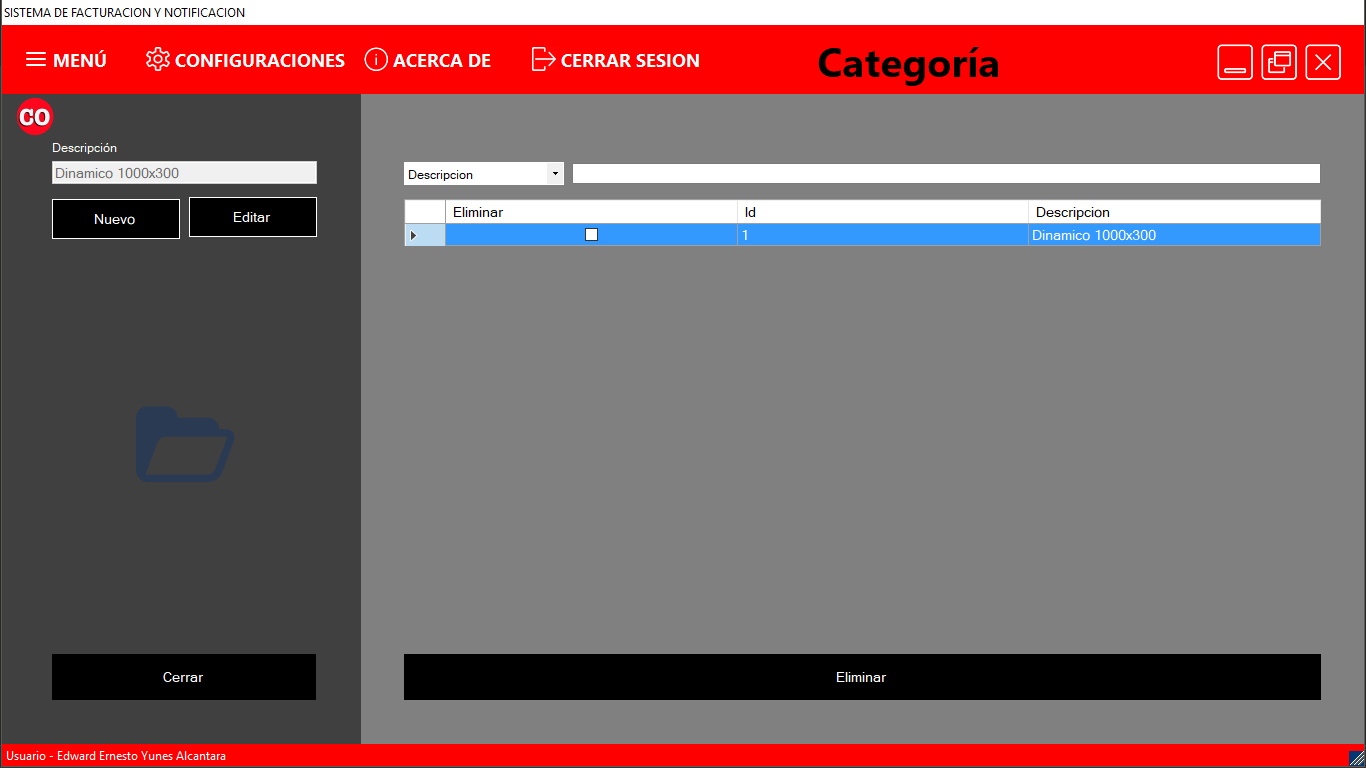 SISTEMA DE FACTURACION Y NOTIFICACION
MENÚ CONFIGURACIONES ACERCA DE CERRAR SESION Categoría
CO
Descripción
Dinamico 1000x300
Nuevo Editar
Cerrar
Descripcion
Eliminar Id Descripcion
1 Dinamico 1000x300
Eliminar
Usuario - Edward Ernesto Yunes Alcantara